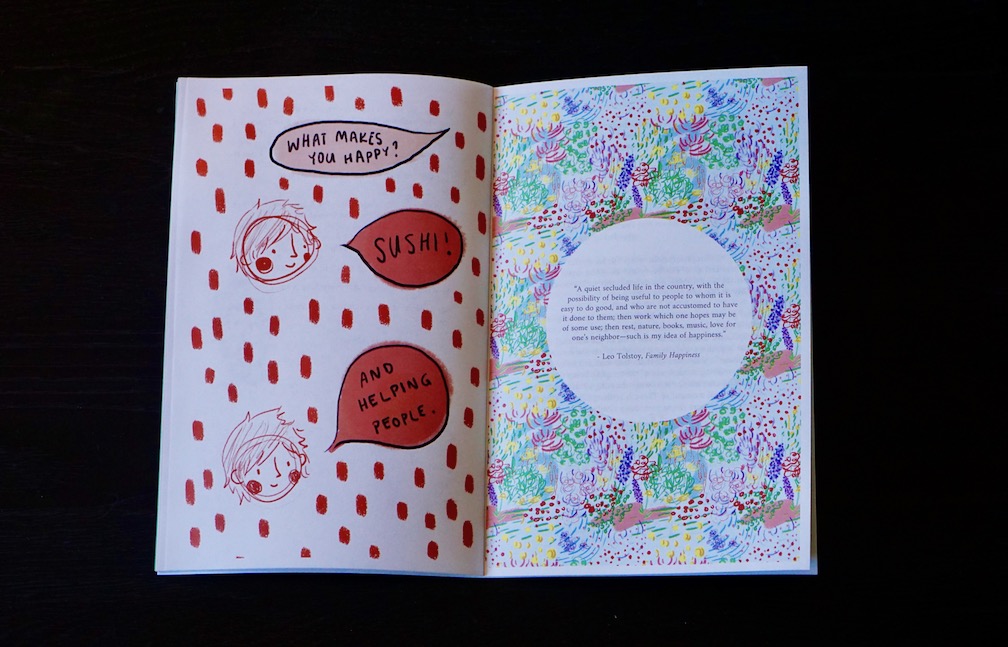 WHAT MAKES
YOU HAPPY?
SUSHI!
AND
HELPING
PEOPLE.
"A quiet secluded life in the country, with the
possibility of being useful to people to whom it is
easy to do good, and who are not accustomed to have
it done to them; then work which one hopes may be
of some use; then rest, nature, books, music, love for
one's neighbor—such is my idea of happiness."
- Leo Tolstoy, Family Happiness